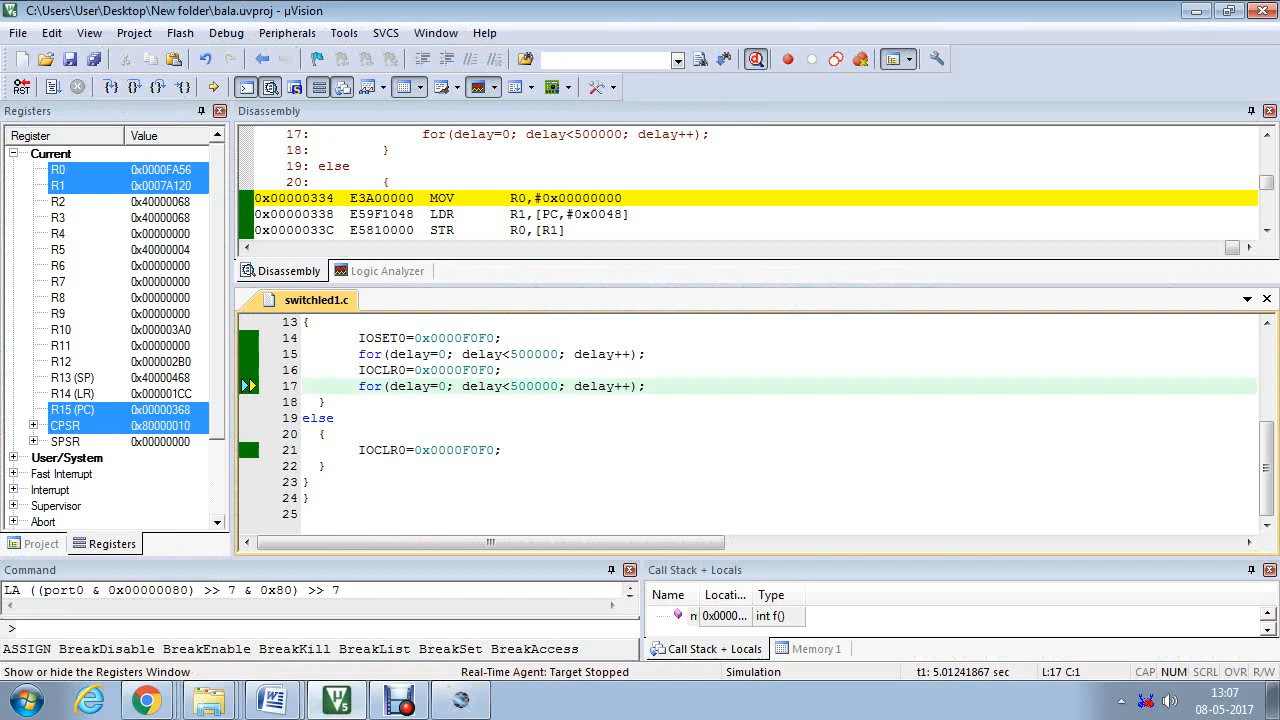 C:\Users\User\Desktop\New folder\bala.uvproj - µVision
File Edit View Project Flash Debug Peripherals Tools SVCS Window Help
Registers
Register Value
Current
R0 0x0000FA56
R1 0x0007A120
R2 0x40000068
R3 0x40000068
R4 0x00000000
R5 0x40000004
R6 0x00000000
R7 0x00000000
R8 0x00000000
R9 0x00000000
R10 0x000003A0
R11 0x00000000
R12 0x000002B0
R13 (SP) 0x40000468
R14 (LR) 0x000001CC
R15 (PC) 0x00000368
CPSR 0x80000010
SPSR 0x00000000
User/System
Fast Interrupt
Interrupt
Supervisor
Abort
Project Registers
Disassembly
17: for(delay=0; delay<500000; delay++);
18: }
19: else
20: {
0x00000334 E3A00000 MOV R0,#0x00000000
0x00000338 E59F1048 LDR R1,[PC,#0x0048]
0x0000033C E5810000 STR R0,[R1]
Disassembly Logic Analyzer
switchled1.c
13 {
14 IOSET0=0x0000F0F0;
15 for(delay=0; delay<500000; delay++);
16 IOCLR0=0x0000F0F0;
17 for(delay=0; delay<500000; delay++);
18 }
19 else
20 {
21 IOCLR0=0x0000F0F0;
22 }
23 }
24 }
25
Command
LA ((port0 & 0x00000080) >> 7 & 0x80) >> 7
>
ASSIGN BreakDisable BreakEnable BreakKill BreakList BreakSet BreakAccess
Call Stack + Locals
Name Locati... Type
0x0000... int f()
Call Stack + Locals Memory 1
Show or hide the Registers Window Real-Time Agent: Target Stopped Simulation t1: 5.01241867 sec L:17 C:1 CAP NUM SCRL OVR R/W
13:07
08-05-2017